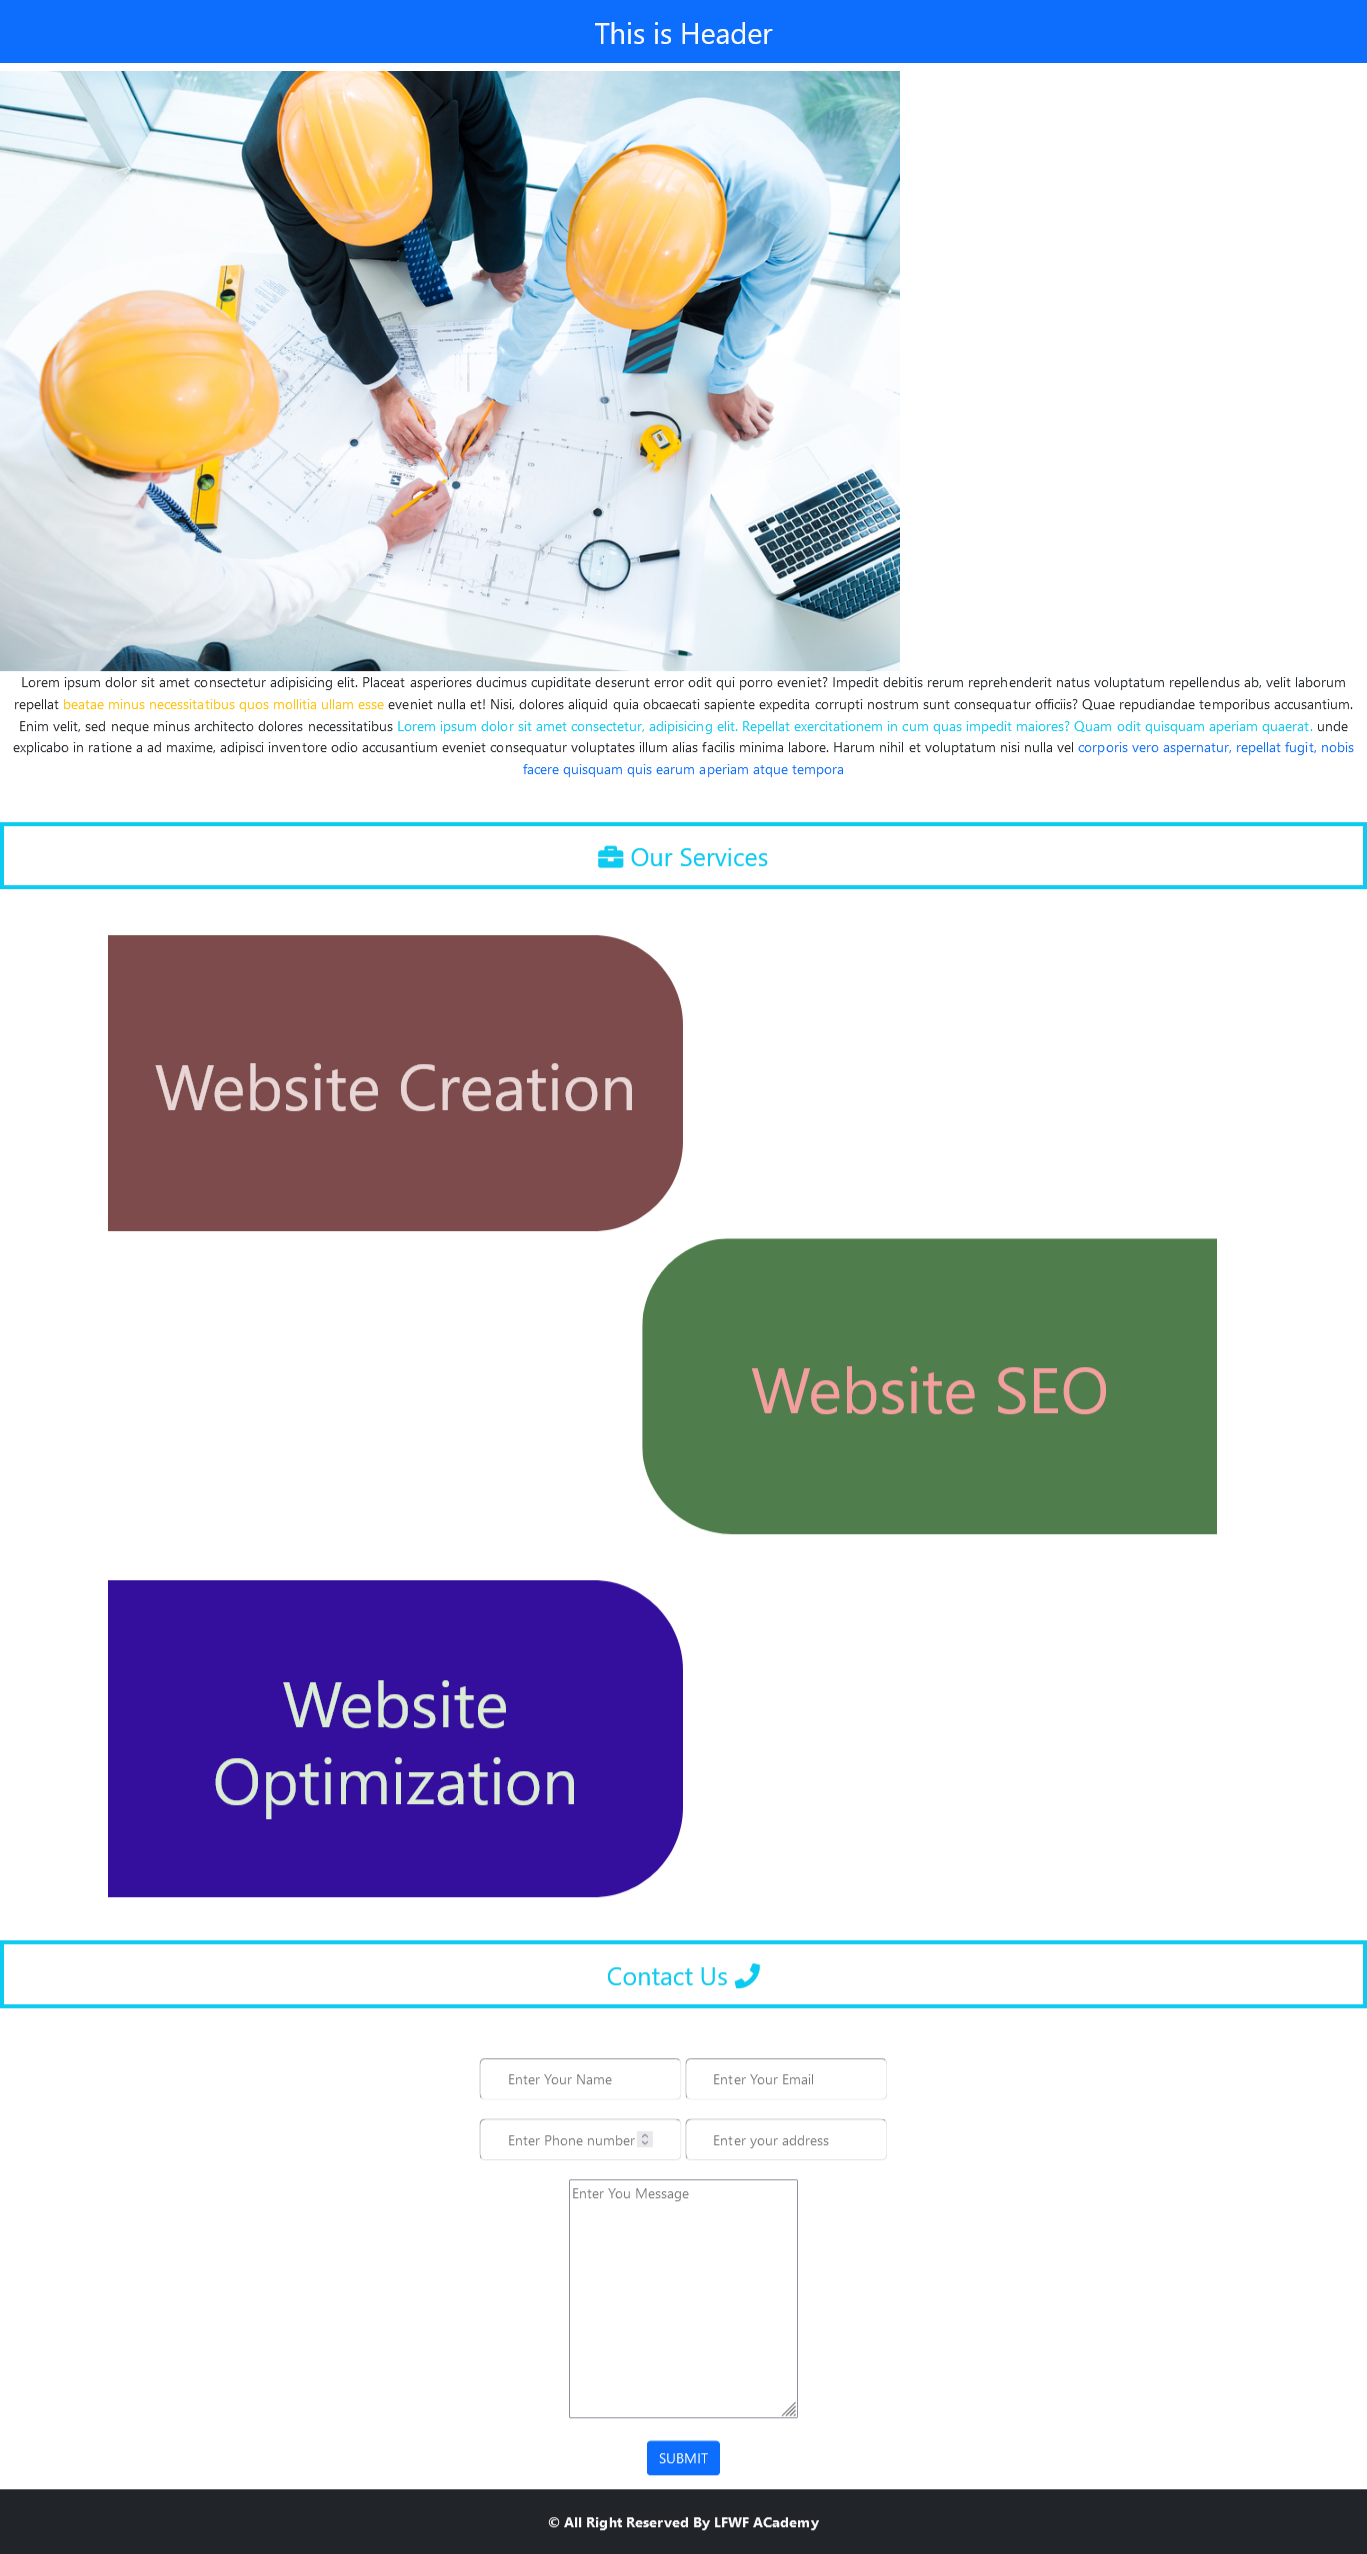 This is Header
Lorem ipsum dolor sit amet consectetur adipisicing elit. Placeat asperiores ducimus cupiditate deserunt error odit qui porro eveniet? Impedit debitis rerum reprehenderit natus voluptatum repellendus ab, velit laborum
repellat beatae minus necessitatibus quos mollitia ullam esse eveniet nulla et! Nisi, dolores aliquid quia obcaecati sapiente expedita corrupti nostrum sunt consequatur officiis? Quae repudiandae temporibus accusantium.
Enim velit, sed neque minus architecto dolores necessitatibus Lorem ipsum dolor sit amet consectetur, adipisicing elit. Repellat exercitationem in cum quas impedit maiores? Quam odit quisquam aperiam quaerat. unde
explicabo in ratione a ad maxime, adipisci inventore odio accusantium eveniet consequatur voluptates illum alias facilis minima labore. Harum nihil et voluptatum nisi nulla vel corporis vero aspernatur, repellat fugit, nobis
facere quisquam quis earum aperiam atque tempora
Our Services
Website Creation
Website SEO
Website
Optimization
Contact Us
Enter Your Name
Enter Your Email
Enter Phone number
Enter your address
Enter You Message
SUBMIT
© All Right Reserved By LFWF ACademy